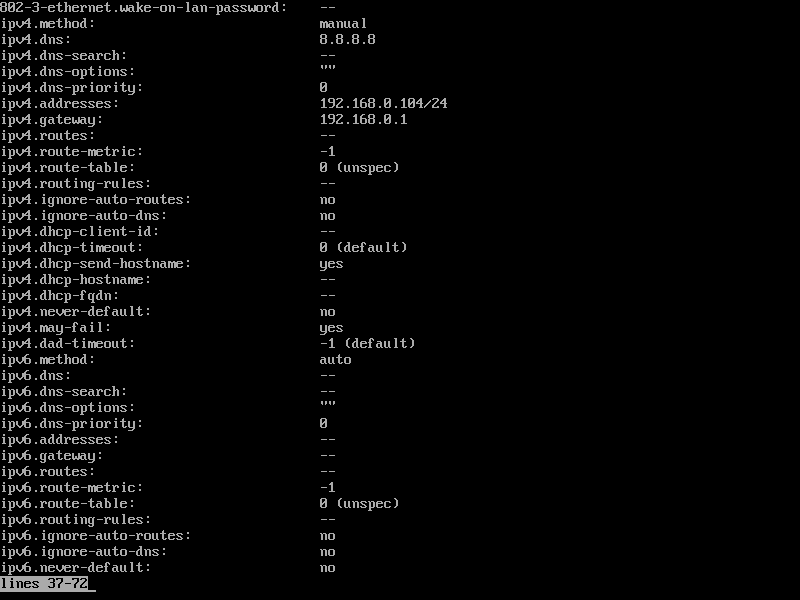 802-3-ethernet.wake-on-lan-password: --
ipv4.method: manual
ipv4.dns: 8.8.8.8
ipv4.dns-search: --
ipv4.dns-options: ""
ipv4.dns-priority: 0
ipv4.addresses: 192.168.0.104/24
ipv4.gateway: 192.168.0.1
ipv4.routes: --
ipv4.route-metric: -1
ipv4.route-table: 0 (unspec)
ipv4.routing-rules: --
ipv4.ignore-auto-routes: no
ipv4.ignore-auto-dns: no
ipv4.dhcp-client-id: --
ipv4.dhcp-timeout: 0 (default)
ipv4.dhcp-send-hostname: yes
ipv4.dhcp-hostname: --
ipv4.dhcp-fqdn: --
ipv4.never-default: no
ipv4.may-fail: yes
ipv4.dad-timeout: -1 (default)
ipv6.method: auto
ipv6.dns: --
ipv6.dns-search: --
ipv6.dns-options: ""
ipv6.dns-priority: 0
ipv6.addresses: --
ipv6.gateway: --
ipv6.routes: --
ipv6.route-metric: -1
ipv6.route-table: 0 (unspec)
ipv6.routing-rules: --
ipv6.ignore-auto-routes: no
ipv6.ignore-auto-dns: no
ipv6.never-default: no
lines 37-72